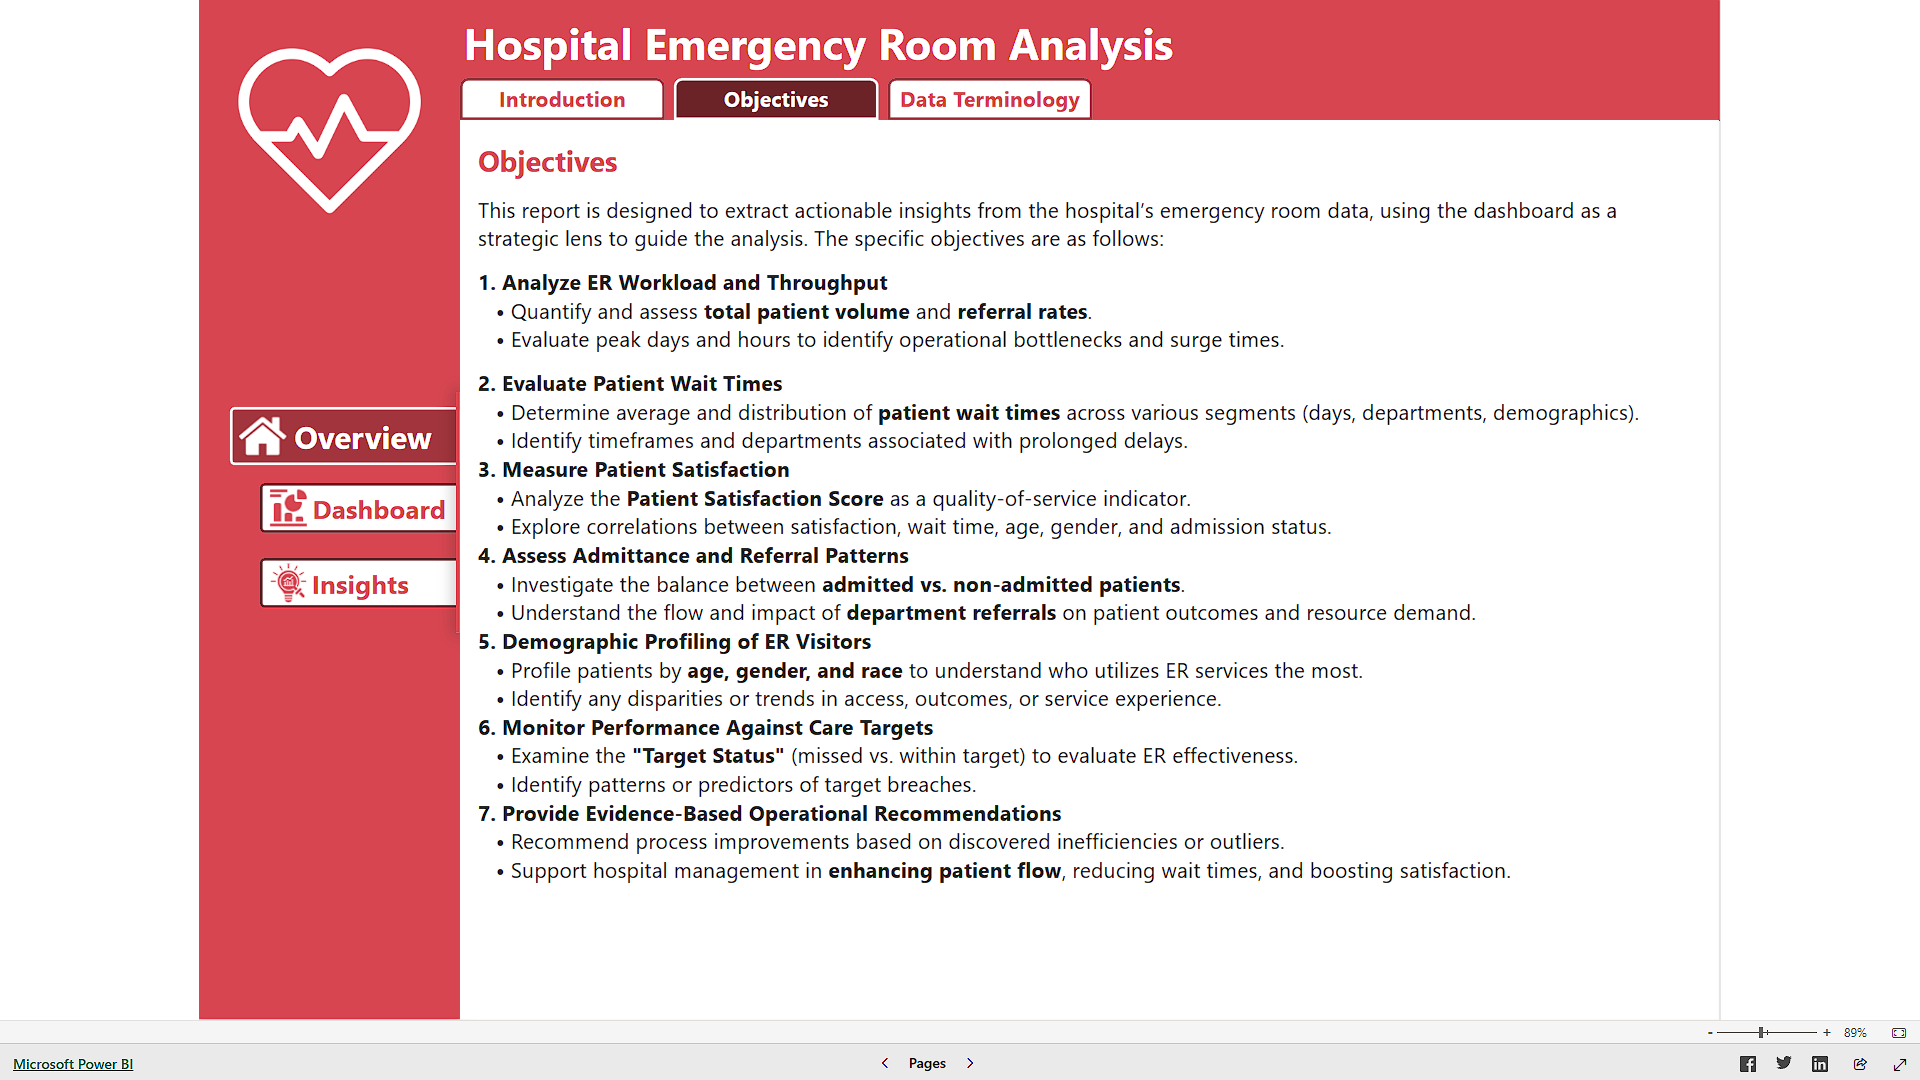 Hospital Emergency Room Analysis
Introduction
Objectives
Data Terminology
Objectives
This report is designed to extract actionable insights from the hospital’s emergency room data, using the dashboard as a
strategic lens to guide the analysis. The specific objectives are as follows:
1. Analyze ER Workload and Throughput
• Quantify and assess total patient volume and referral rates.
• Evaluate peak days and hours to identify operational bottlenecks and surge times.
2. Evaluate Patient Wait Times
• Determine average and distribution of patient wait times across various segments (days, departments, demographics).
• Identify timeframes and departments associated with prolonged delays.
3. Measure Patient Satisfaction
• Analyze the Patient Satisfaction Score as a quality-of-service indicator.
• Explore correlations between satisfaction, wait time, age, gender, and admission status.
4. Assess Admittance and Referral Patterns
• Investigate the balance between admitted vs. non-admitted patients.
• Understand the flow and impact of department referrals on patient outcomes and resource demand.
5. Demographic Profiling of ER Visitors
• Profile patients by age, gender, and race to understand who utilizes ER services the most.
• Identify any disparities or trends in access, outcomes, or service experience.
6. Monitor Performance Against Care Targets
• Examine the "Target Status" (missed vs. within target) to evaluate ER effectiveness.
• Identify patterns or predictors of target breaches.
7. Provide Evidence-Based Operational Recommendations
• Recommend process improvements based on discovered inefficiencies or outliers.
• Support hospital management in enhancing patient flow, reducing wait times, and boosting satisfaction.
Overview
Dashboard
Insights
- + 89%
Microsoft Power BI
< Pages >